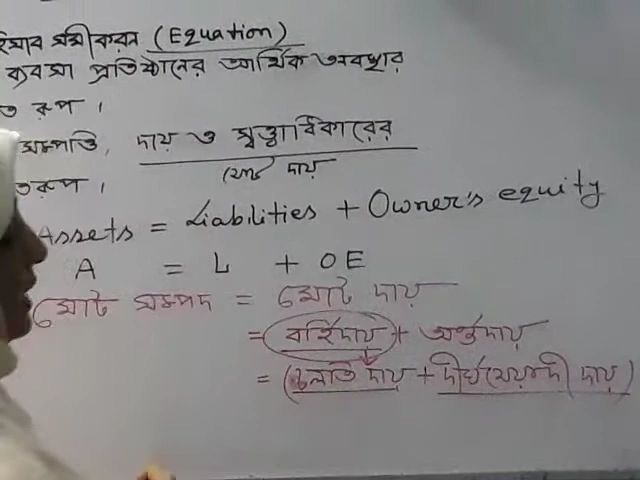 হিসাব সমীকরণ (Equation)
ব্যবসা প্রতিষ্ঠানের আর্থিক অবস্থার
রূপ ।
সম্পত্তি, দায় ও স্বত্বাধিকারের
মোট দায়
রূপ ।
Assets = Liabilities + Owner's equity
A = L + OE
মোট সম্পদ = মোট দায়
= বহির্দায় + অন্তর্দায়
= (চলতি দায় + দীর্ঘমেয়াদী দায়)